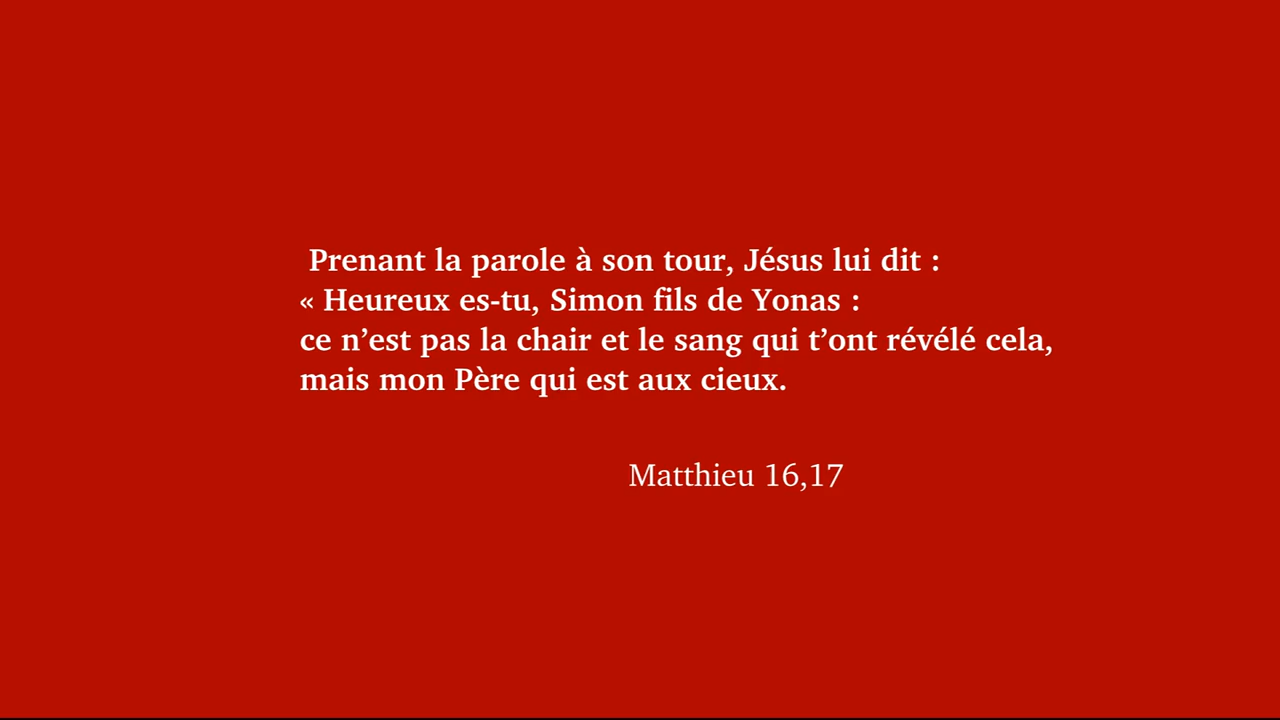 Prenant la parole à son tour, Jésus lui dit :
« Heureux es-tu, Simon fils de Yonas :
ce n’est pas la chair et le sang qui t’ont révélé cela,
mais mon Père qui est aux cieux.
Matthieu 16,17